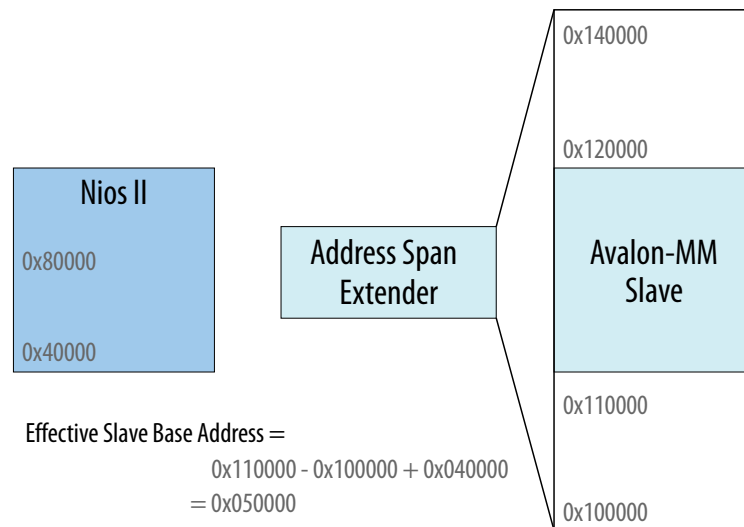 Nios II
0x80000
0x40000
Address Span
Extender
0x140000
0x120000
Avalon-MM
Slave
0x110000
0x100000
Effective Slave Base Address =
0x110000 - 0x100000 + 0x040000
= 0x050000